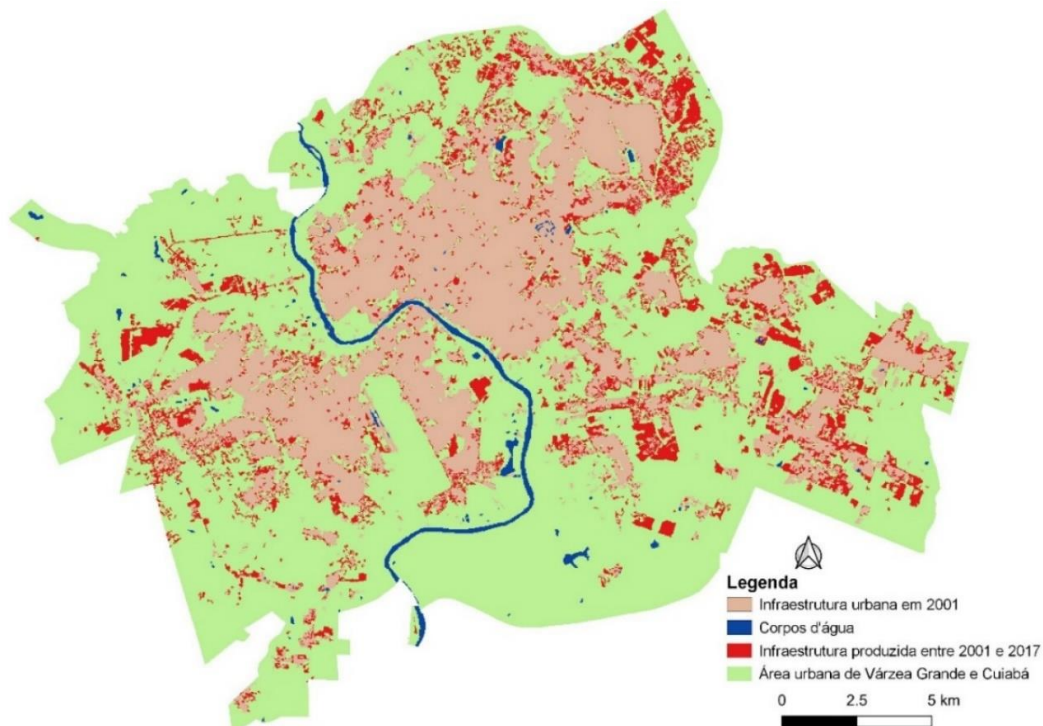 Legenda
Infraestrutura urbana em 2001
Corpos d'água
Infraestrutura produzida entre 2001 e 2017
Área urbana de Várzea Grande e Cuiabá
0 2.5 5 km